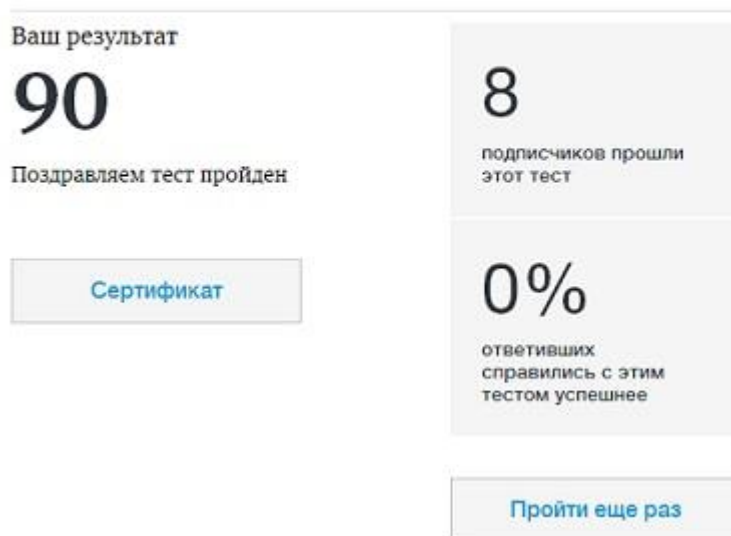 Ваш результат
90
Поздравляем тест пройден
Сертификат
8
подписчиков прошли
этот тест
0%
ответивших
справились с этим
тестом успешнее
Пройти еще раз